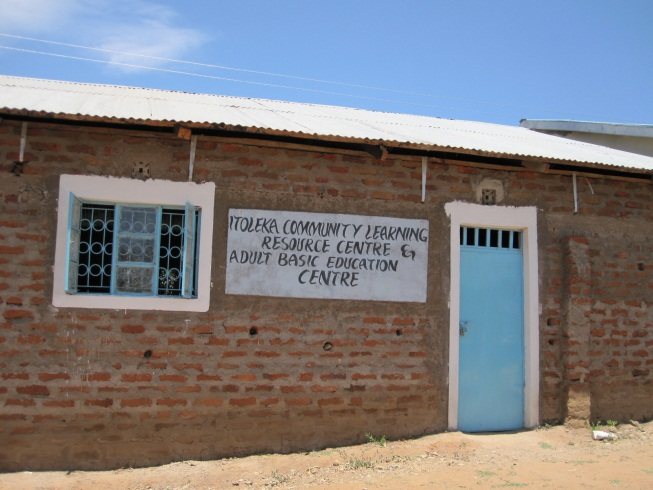 ITOLEKA COMMUNITY LEARNING
RESOURCE CENTRE &
ADULT BASIC EDUCATION
CENTRE